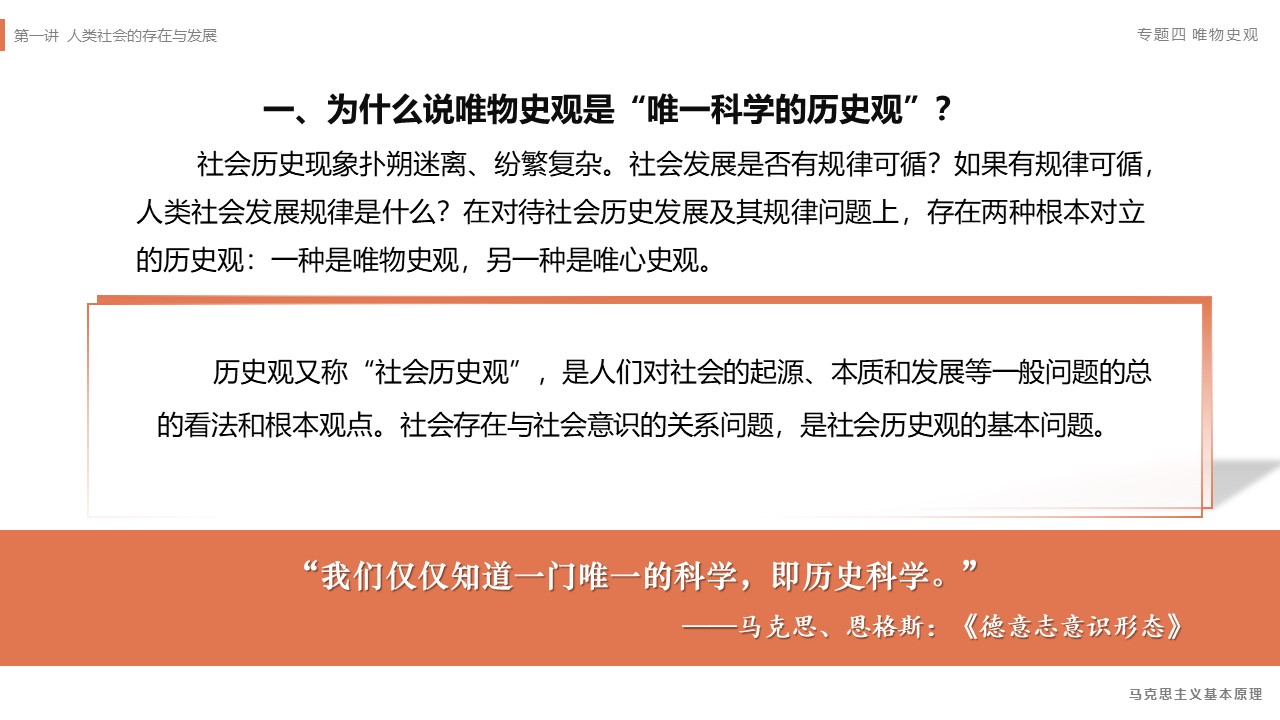 第一讲 人类社会的存在与发展
专题四 唯物史观
一、为什么说唯物史观是“唯一科学的历史观”？
社会历史现象扑朔迷离、纷繁复杂。社会发展是否有规律可循？如果有规律可循，
人类社会发展规律是什么？在对待社会历史发展及其规律问题上，存在两种根本对立
的历史观：一种是唯物史观，另一种是唯心史观。
历史观又称“社会历史观”，是人们对社会的起源、本质和发展等一般问题的总
的看法和根本观点。社会存在与社会意识的关系问题，是社会历史观的基本问题。
“我们仅仅知道一门唯一的科学，即历史科学。”
——马克思、恩格斯：《德意志意识形态》
马克思主义基本原理